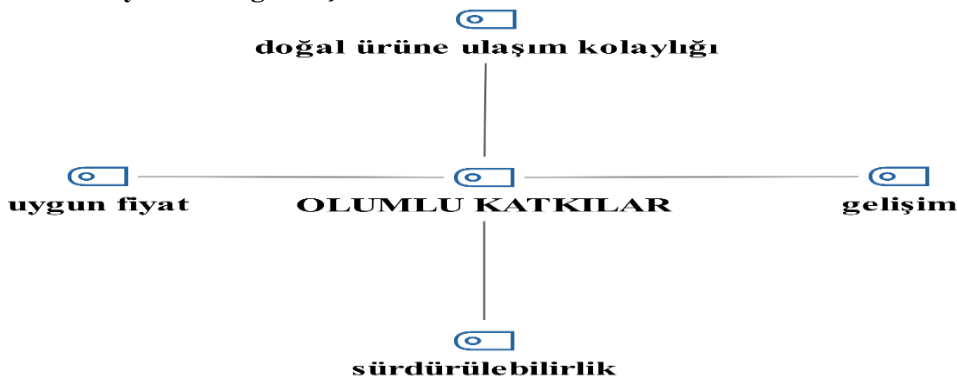 doğal ürüne ulaşım kolaylığı
uygun fiyat
OLUMLU KATKILAR
gelişim
sürdürülebilirlik